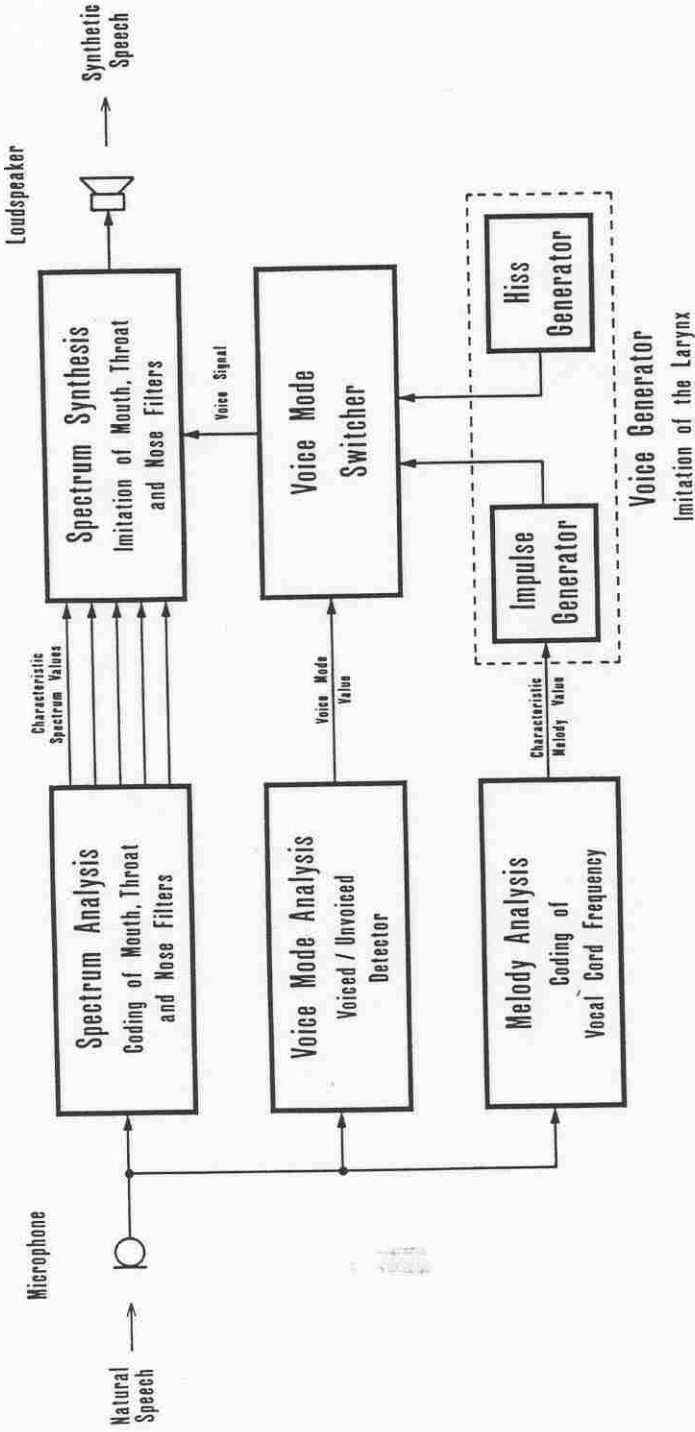 Natural
Speech
Microphone
Spectrum Analysis
Coding of Mouth, Throat
and Nose Filters
Characteristic
Spectrum Values
Spectrum Synthesis
Imitation of Mouth, Throat
and Nose Filters
Loudspeaker
Synthetic
Speech
Voice Mode Analysis
Voiced / Unvoiced
Detector
Voice Mode
Value
Voice Mode
Switcher
Voice Signal
Melody Analysis
Coding of
Vocal Cord Frequency
Characteristic
Melody Value
Impulse
Generator
Hiss
Generator
Voice Generator
Imitation of the Larynx